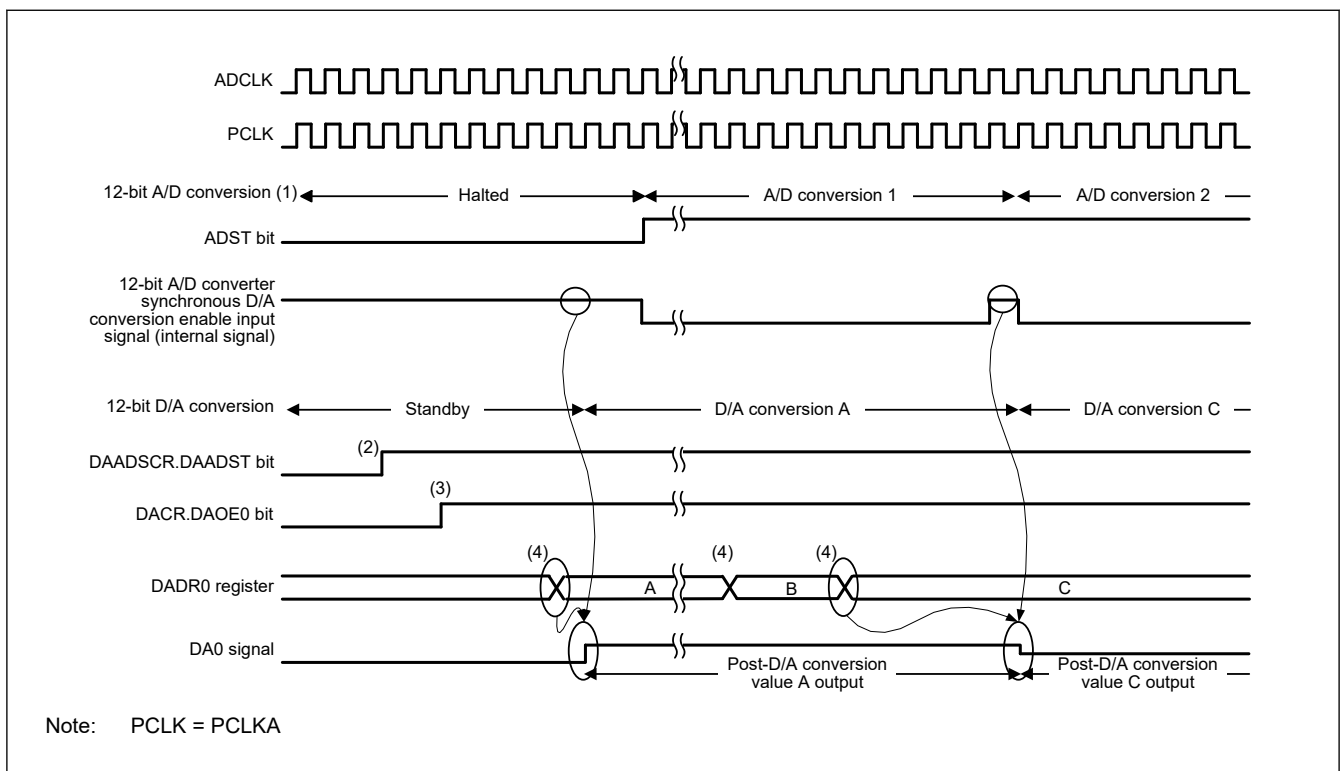 ADCLK
PCLK
12-bit A/D conversion (1) Halted A/D conversion 1 A/D conversion 2
ADST bit
12-bit A/D converter
synchronous D/A
conversion enable input
signal (internal signal)
12-bit D/A conversion Standby D/A conversion A D/A conversion C
(2)
DAADSCR.DAADST bit
(3)
DACR.DAOE0 bit
(4) (4) (4)
DADR0 register A B C
DA0 signal
Post-D/A conversion
value A output
Post-D/A conversion
value C output
Note: PCLK = PCLKA